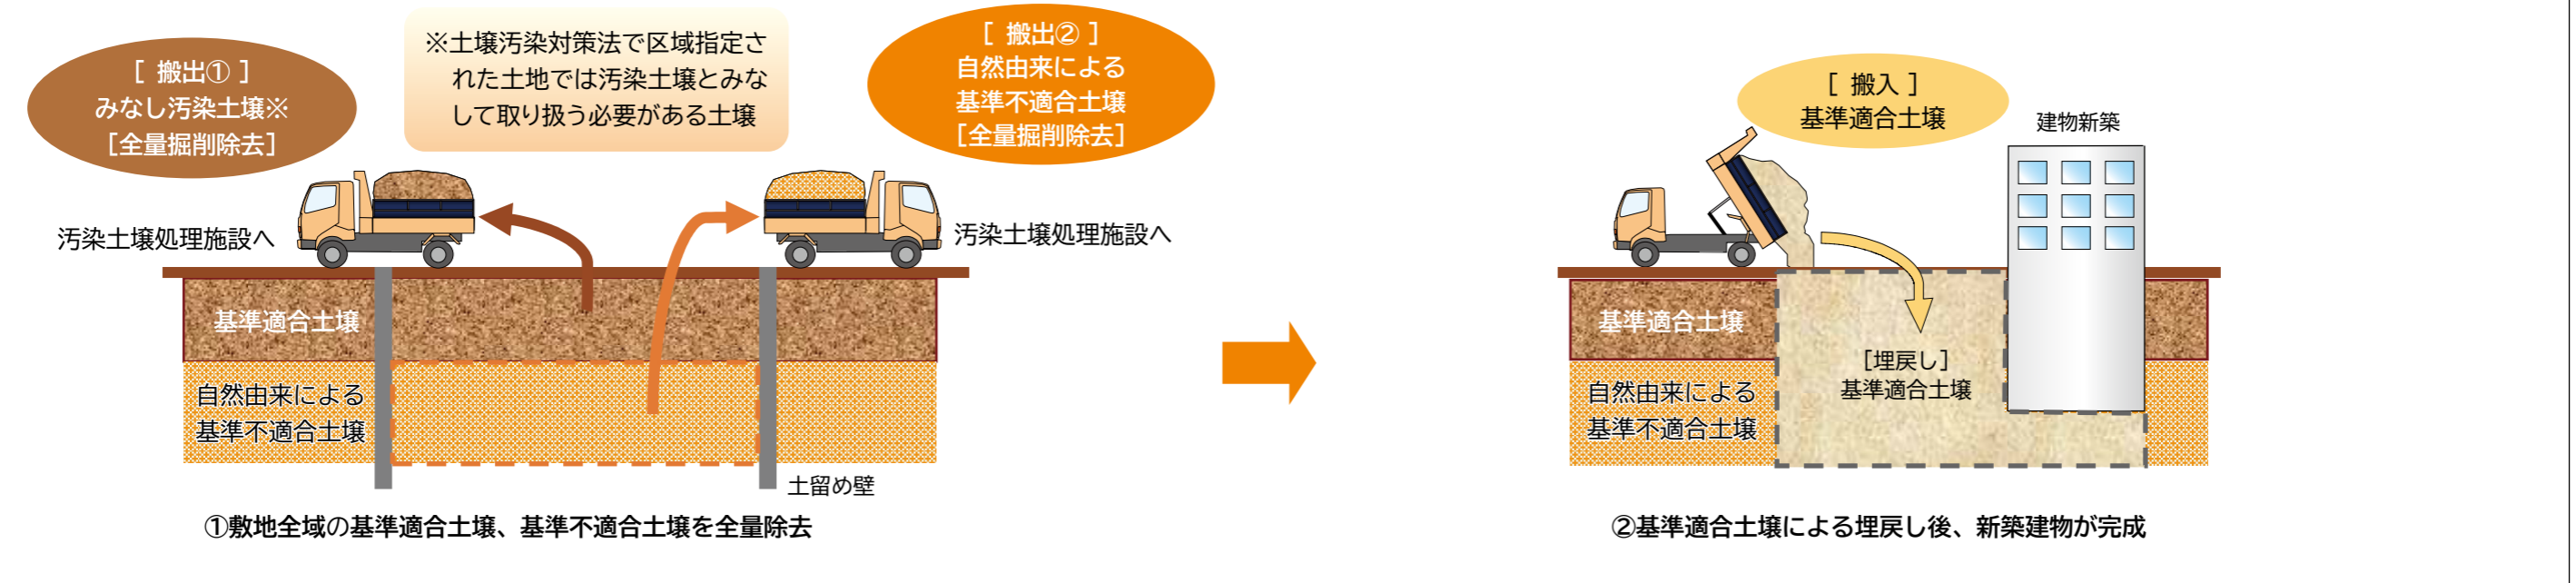 ［ 搬出① ］
みなし汚染土壌※
［全量掘削除去］
※土壌汚染対策法で区域指定さ
れた土地では汚染土壌とみな
して取り扱う必要がある土壌
［ 搬出② ］
自然由来による
基準不適合土壌
［全量掘削除去］
汚染土壌処理施設へ
汚染土壌処理施設へ
基準適合土壌
自然由来による
基準不適合土壌
土留め壁
①敷地全域の基準適合土壌、基準不適合土壌を全量除去
［ 搬入 ］
基準適合土壌
建物新築
基準適合土壌
［埋戻し］
基準適合土壌
自然由来による
基準不適合土壌
②基準適合土壌による埋戻し後、新築建物が完成